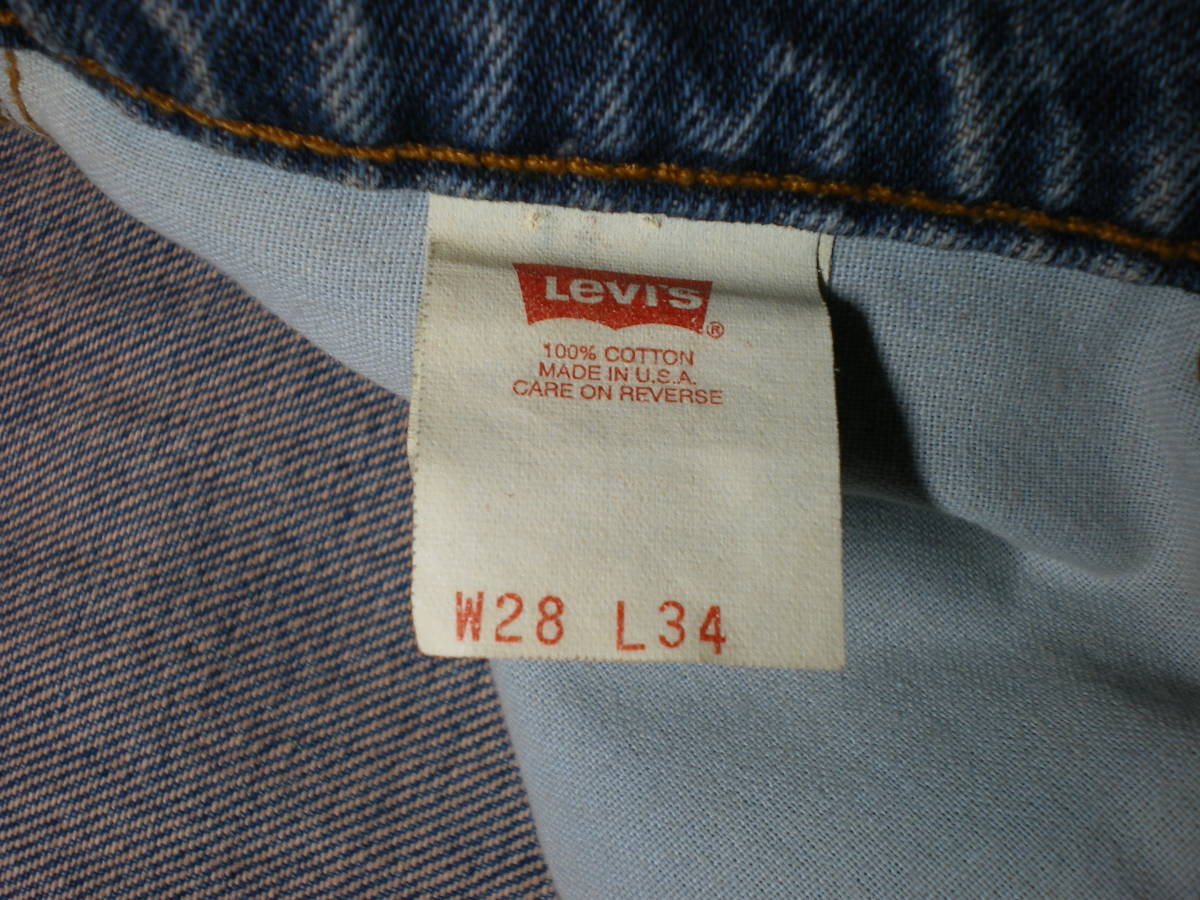 Levi's ®
100% COTTON
MADE IN U.S.A.
CARE ON REVERSE
W28 L34